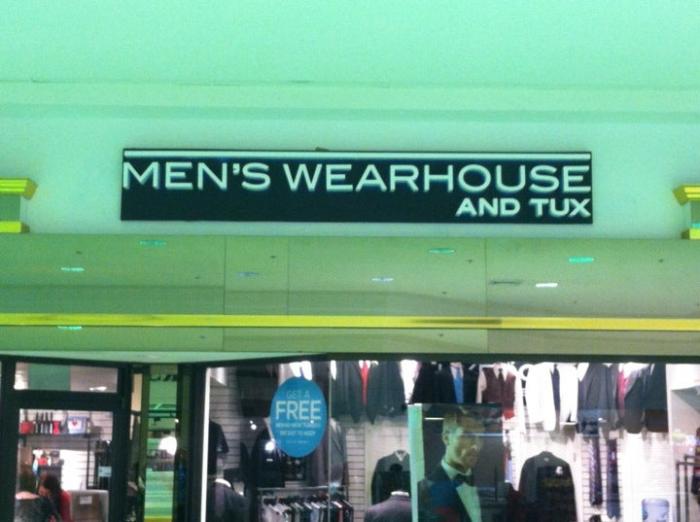 MEN'S WEARHOUSE
AND TUX
GET A
FREE